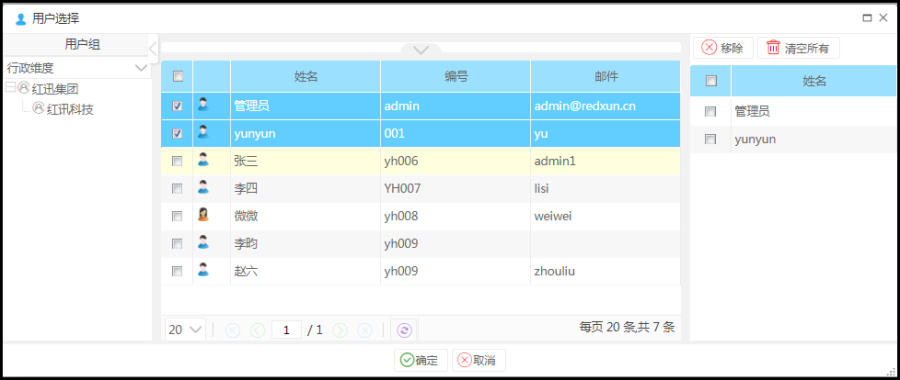 用户选择
用户组
行政维度
红迅集团
红讯科技
姓名 编号 邮件
管理员 admin admin@redxun.cn
yunyun 001 yu
张三 yh006 admin1
李四 YH007 lisi
微微 yh008 weiwei
李昀 yh009
赵六 yh009 zhouliu
20 1 / 1 每页 20 条,共 7 条
移除 清空所有
姓名
管理员
yunyun
确定 取消